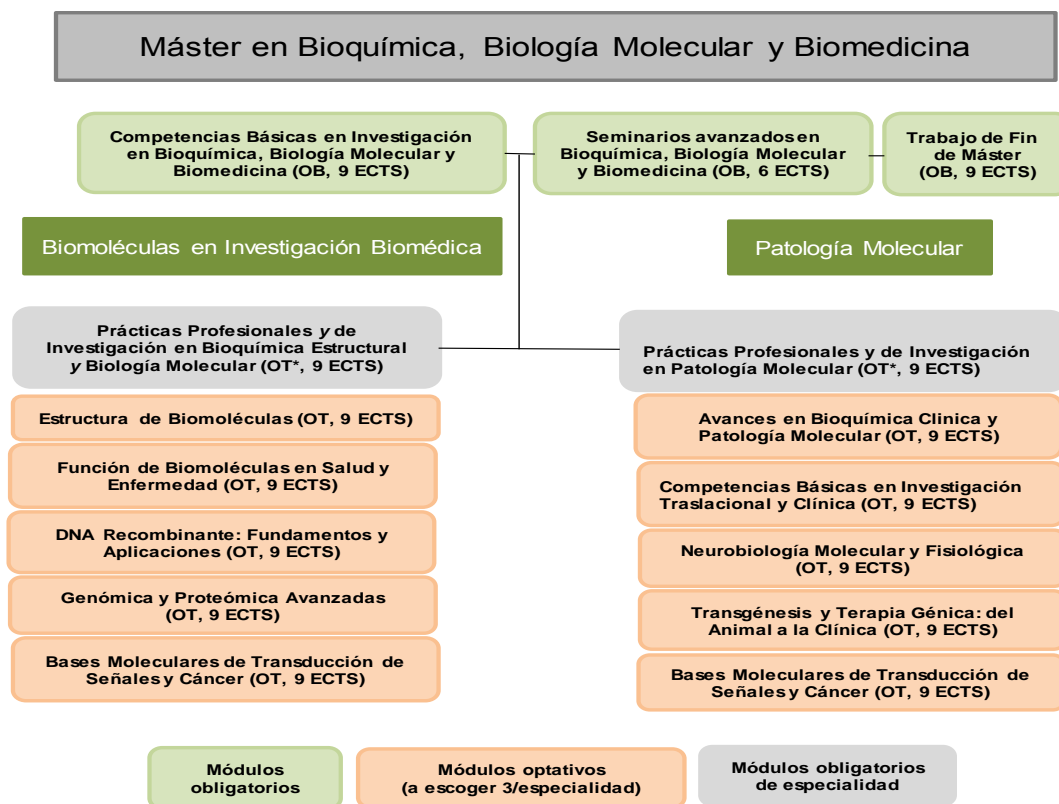 Máster en Bioquímica, Biología Molecular y Biomedicina
Competencias Básicas en Investigación
en Bioquímica, Biología Molecular y
Biomedicina (OB, 9 ECTS)
Seminarios avanzados en
Bioquímica, Biología Molecular
y Biomedicina (OB, 6 ECTS)
Trabajo de Fin
de Máster
(OB, 9 ECTS)
Biomoléculas en Investigación Biomédica
Patología Molecular
Prácticas Profesionales y de
Investigación en Bioquímica Estructural
y Biología Molecular (OT*, 9 ECTS)
Estructura de Biomoléculas (OT, 9 ECTS)
Función de Biomoléculas en Salud y
Enfermedad (OT, 9 ECTS)
DNA Recombinante: Fundamentos y
Aplicaciones (OT, 9 ECTS)
Genómica y Proteómica Avanzadas
(OT, 9 ECTS)
Bases Moleculares de Transducción de
Señales y Cáncer (OT, 9 ECTS)
Prácticas Profesionales y de Investigación
en Patología Molecular (OT*, 9 ECTS)
Avances en Bioquímica Clinica y
Patología Molecular (OT, 9 ECTS)
Competencias Básicas en Investigación
Traslacional y Clínica (OT, 9 ECTS)
Neurobiología Molecular y Fisiológica
(OT, 9 ECTS)
Transgénesis y Terapia Génica: del
Animal a la Clínica (OT, 9 ECTS)
Bases Moleculares de Transducción de
Señales y Cáncer (OT, 9 ECTS)
Módulos
obligatorios
Módulos optativos
(a escoger 3/especialidad)
Módulos obligatorios
de especialidad